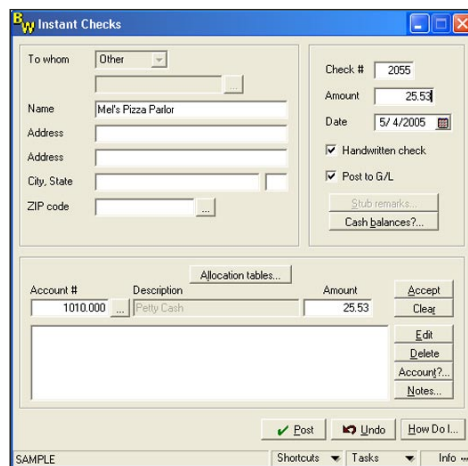 BW Instant Checks
To whom Other
...
Name Mel's Pizza Parlor
Address
Address
City, State
ZIP code ...
Check # 2055
Amount 25.53
Date 5/ 4/2005
Handwritten check
Post to G/L
Stub remarks...
Cash balances?...
Allocation tables...
Account # Description Amount
1010.000 ... Petty Cash 25.53
Accept
Clear
Edit
Delete
Account?...
Notes...
Post Undo How Do I...
SAMPLE Shortcuts Tasks Info